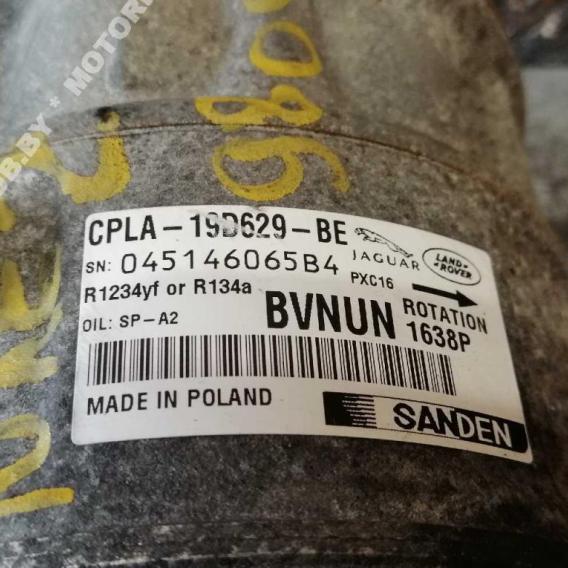 9805
CPLA-19D629-BE
JAGUAR
LAND ROVER
SN: 045146065B4
PXC16
R1234yf or R134a
BVNUN
ROTATION
OIL: SP-A2
1638P
MADE IN POLAND
SANDEN